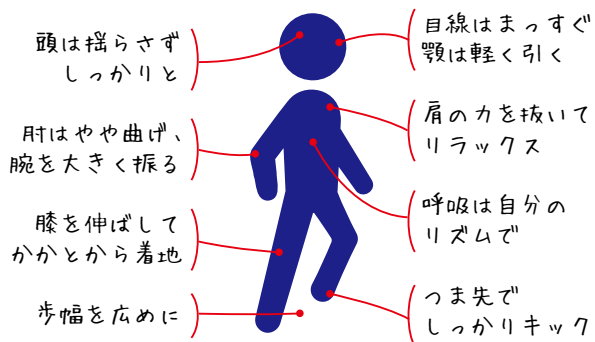 頭は揺らさず
しっかりと
肘はやや曲げ、
腕を大きく振る
膝を伸ばして
かかとから着地
歩幅を広めに
目線はまっすぐ
顎は軽く引く
肩の力を抜いて
リラックス
呼吸は自分の
リズムで
つま先で
しっかりキック